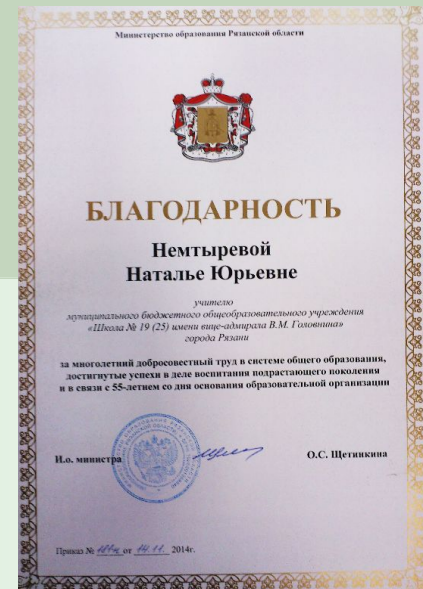 Министерство образования Рязанской области
БЛАГОДАРНОСТЬ
Немтыревой
Наталье Юрьевне
учителю
муниципального бюджетного общеобразовательного учреждения
«Школа № 19 (25) имени вице-адмирала В.М. Головнина»
города Рязани
за многолетний добросовестный труд в системе общего образования,
достигнутые успехи в деле воспитания подрастающего поколения
и в связи с 55-летием со дня основания образовательной организации
И.о. министра
О.С. Щетинкина
Приказ № от 14.11. 2014г.